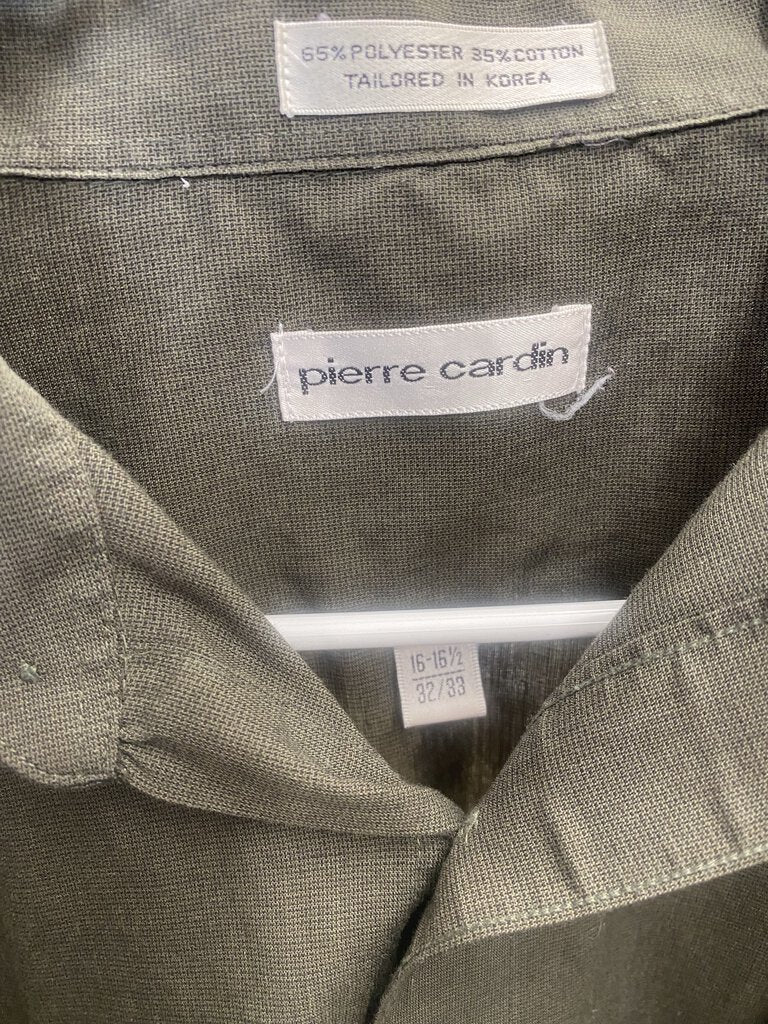 65%POLYESTER 35%COTTON
TAILORED IN KOREA
pierre cardin
16-16½
32/33